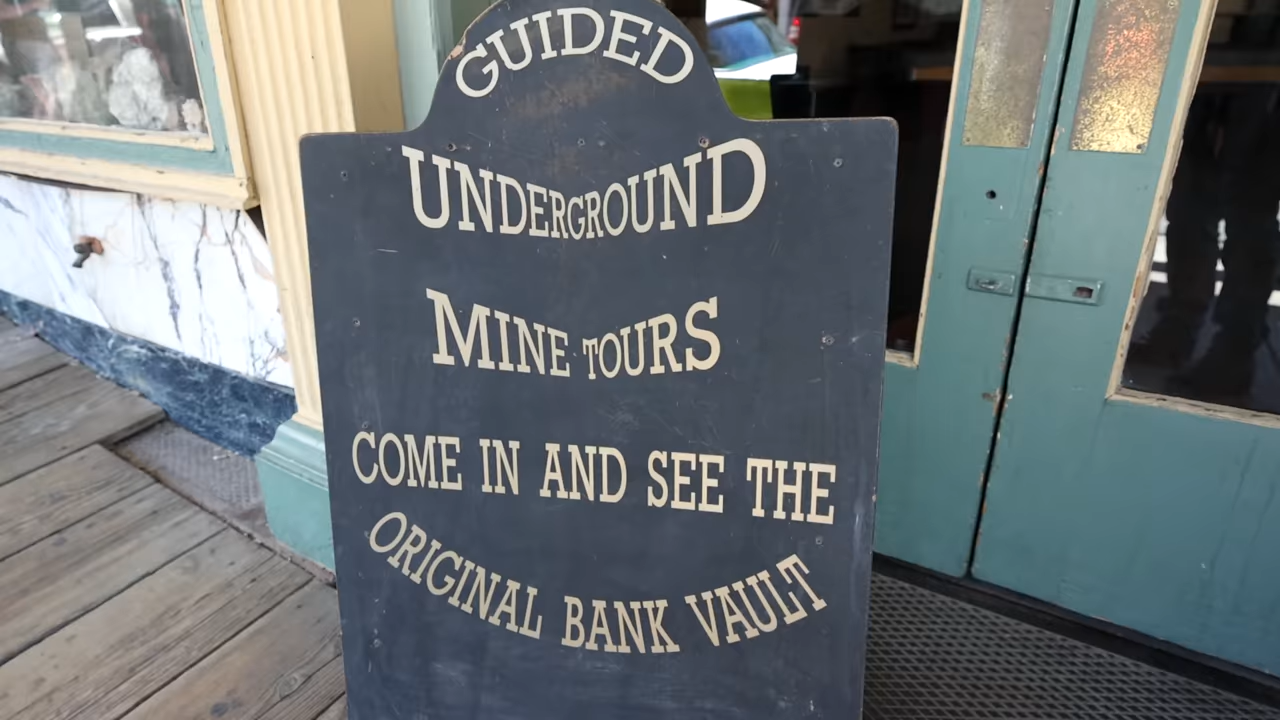 GUIDED
UNDERGROUND
MINE TOURS
COME IN AND SEE THE
ORIGINAL BANK VAULT